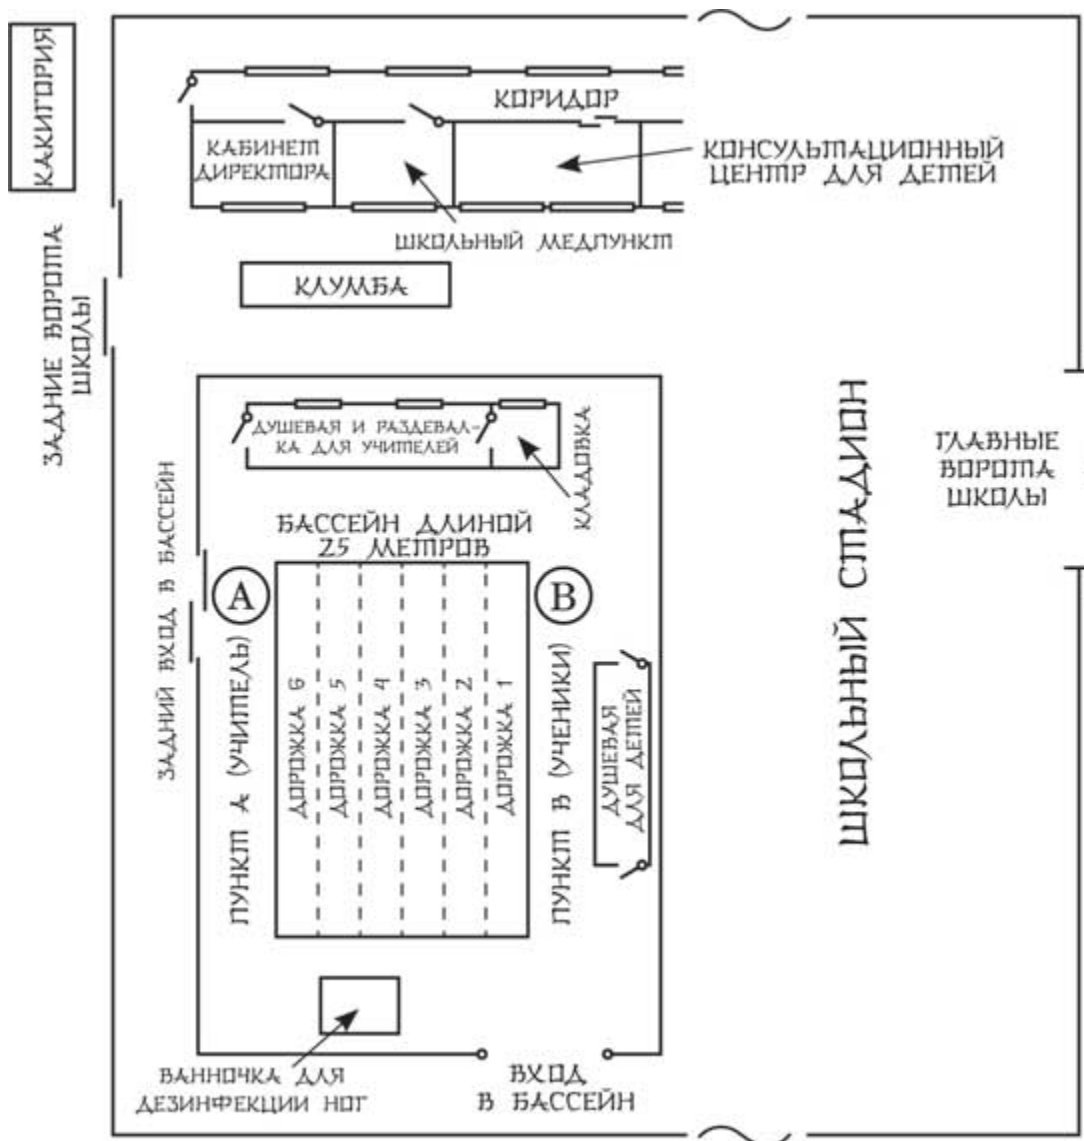 КАКИГОРИЯ
КОРИДОР
КАБИНЕТ
ДИРЕКТОРА
КОНСУЛЬТАЦИОННЫЙ
ЦЕНТР ДЛЯ ДЕТЕЙ
ШКОЛЬНЫЙ МЕДПУНКТ
ЗАДНИЕ ВОРОТА
ШКОЛЫ
КЛУМБА
ДУШЕВАЯ И РАЗДЕВАЛ-
КА ДЛЯ УЧИТЕЛЕЙ
КЛАДОВКА
ГЛАВНЫЕ
ВОРОТА
ШКОЛЫ
ШКОЛЬНЫЙ СТАДИОН
БАССЕЙН ДЛИНОЙ
25 МЕТРОВ
ЗАДНИЙ ВХОД В БАССЕЙН
A
B
ПУНКТ А (УЧИТЕЛЬ)
ДОРОЖКА 6
ДОРОЖКА 5
ДОРОЖКА 4
ДОРОЖКА 3
ДОРОЖКА 2
ДОРОЖКА 1
ПУНКТ В (УЧЕНИКИ)
ДУШЕВАЯ
ДЛЯ ДЕТЕЙ
ВАННОЧКА ДЛЯ
ДЕЗИНФЕКЦИИ НОГ
ВХОД
В БАССЕЙН